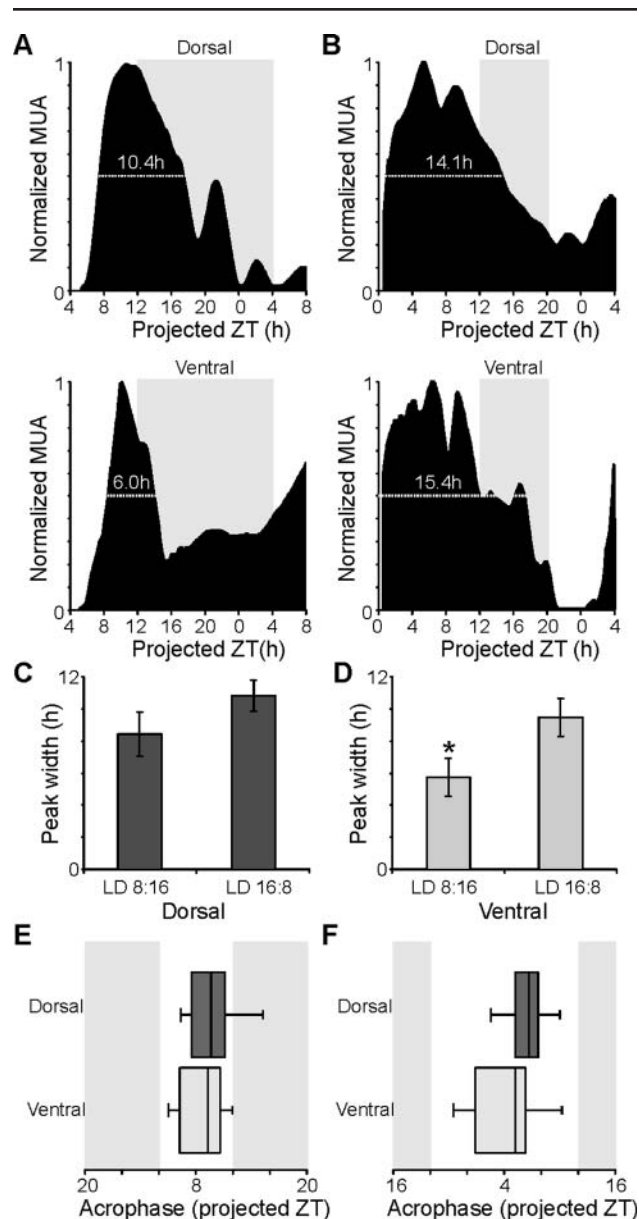 A
B
Dorsal
Dorsal
1
1
Normalized MUA
Normalized MUA
10.4h
14.1h
0
0
4 8 12 16 20 0 4 8
0 4 8 12 16 20 0 4
Projected ZT (h)
Projected ZT (h)
Ventral
Ventral
1
1
Normalized MUA
Normalized MUA
6.0h
15.4h
0
0
4 8 12 16 20 0 4 8
0 4 8 12 16 20 0 4
Projected ZT(h)
Projected ZT (h)
C
D
12
12
Peak width (h)
Peak width (h)
*
0
0
LD 8:16 LD 16:8
LD 8:16 LD 16:8
Dorsal
Ventral
E
F
Dorsal
Dorsal
Ventral
Ventral
20 8 20
16 4 16
Acrophase (projected ZT)
Acrophase (projected ZT)